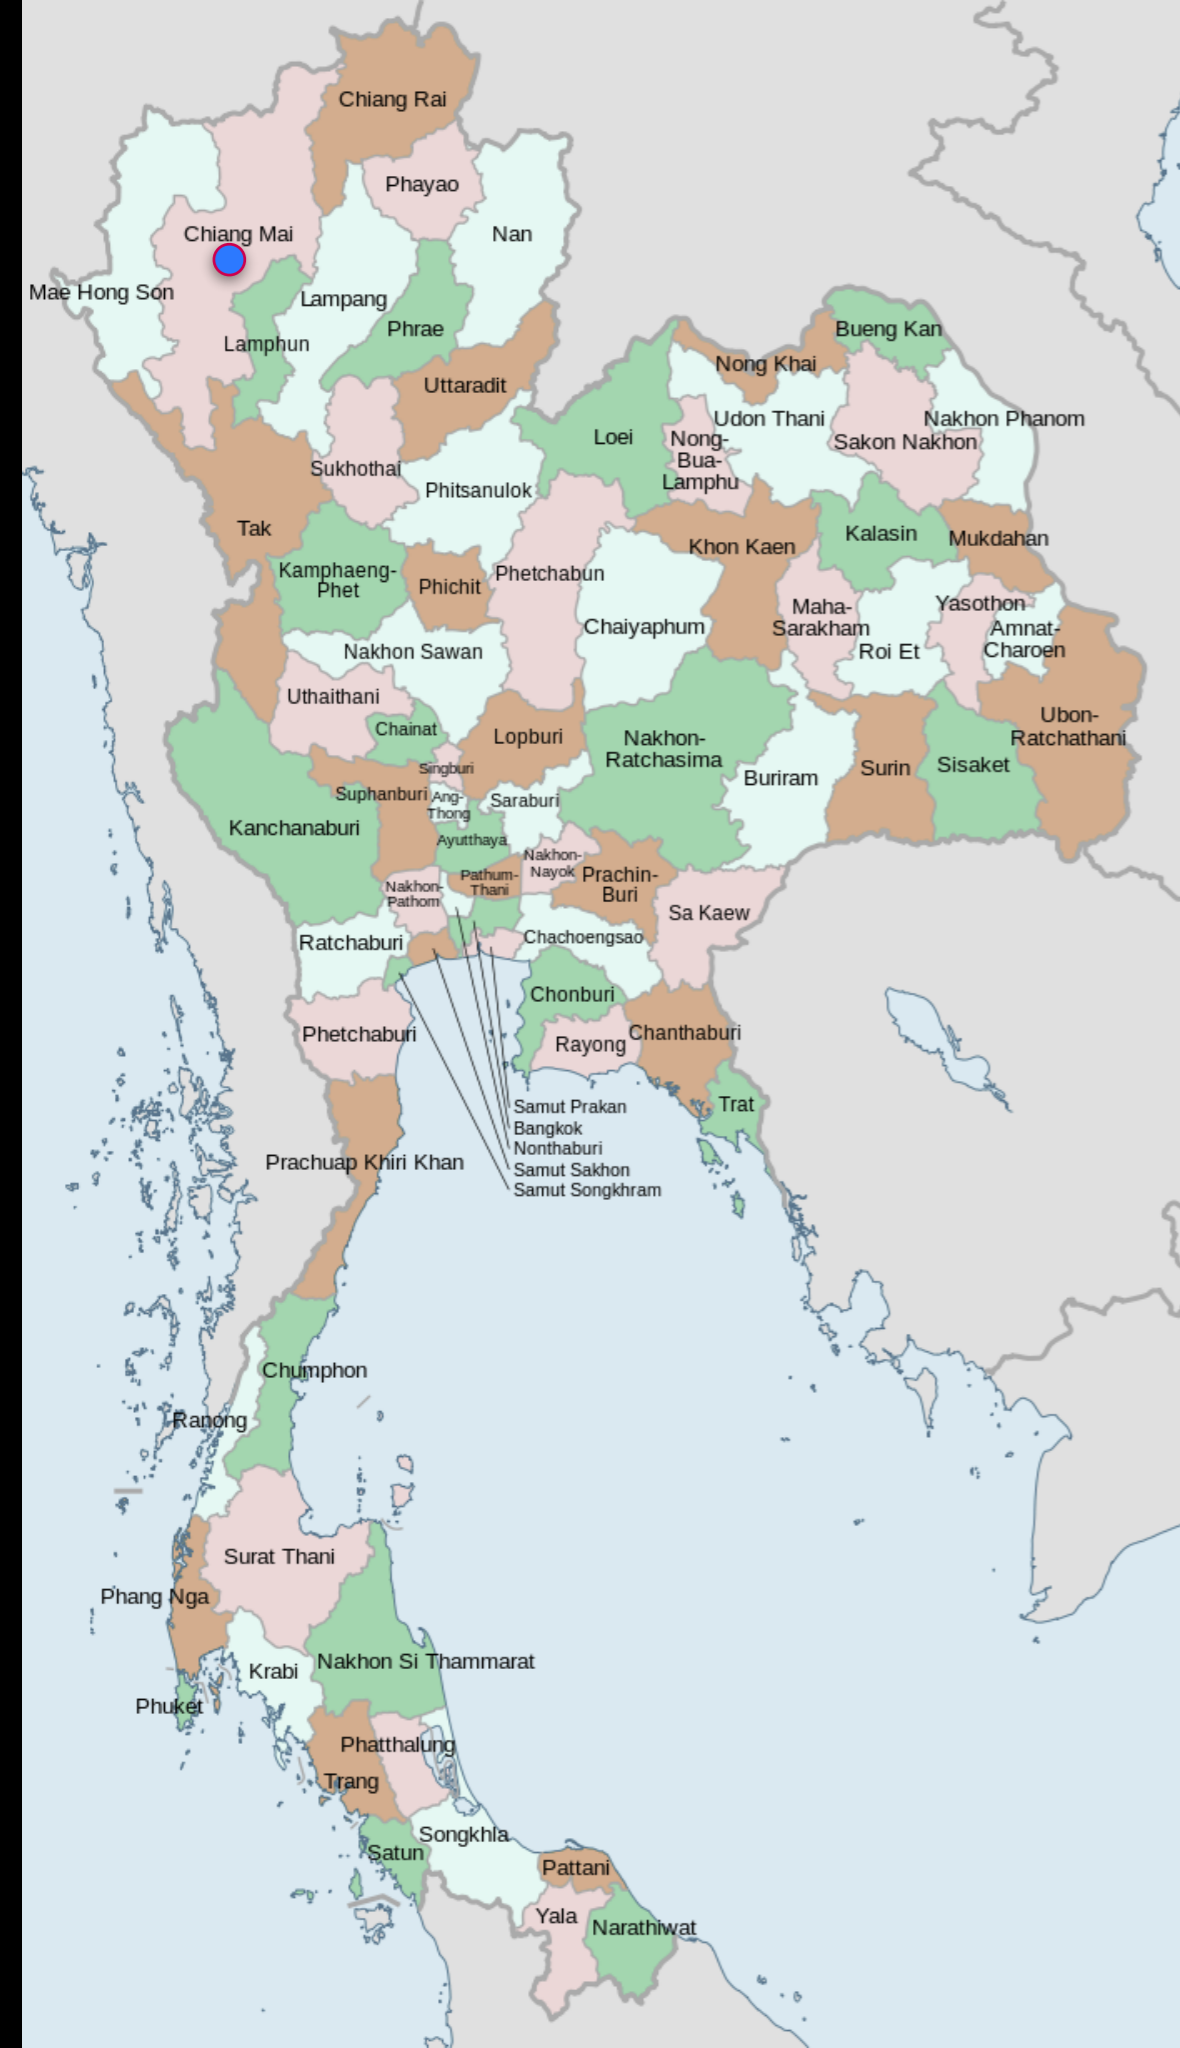 Chiang Rai
Phayao
Chiang Mai
Nan
Mae Hong Son
Lampang
Phrae
Lamphun
Bueng Kan
Nong Khai
Uttaradit
Udon Thani
Nakhon Phanom
Loei
Nong-
Bua-
Lamphu
Sakon Nakhon
Sukhothai
Phitsanulok
Tak
Kalasin
Mukdahan
Khon Kaen
Kamphaeng-
Phet
Phichit
Phetchabun
Maha-
Sarakham
Yasothon
Amnat-
Charoen
Chaiyaphum
Roi Et
Nakhon Sawan
Uthaithani
Chainat
Lopburi
Nakhon-
Ratchasima
Ubon-
Ratchathani
Singburi
Buriram
Surin
Sisaket
Suphanburi
Ang-
Thong
Saraburi
Kanchanaburi
Ayutthaya
Nakhon-
Nayok
Pathum-
Thani
Prachin-
Buri
Nakhon-
Pathom
Sa Kaew
Ratchaburi
Chachoengsao
Chonburi
Phetchaburi
Rayong
Chanthaburi
Trat
Samut Prakan
Bangkok
Nonthaburi
Samut Sakhon
Samut Songkhram
Prachuap Khiri Khan
Chumphon
Ranong
Surat Thani
Phang Nga
Nakhon Si Thammarat
Krabi
Phuket
Phatthalung
Trang
Songkhla
Satun
Pattani
Yala
Narathiwat